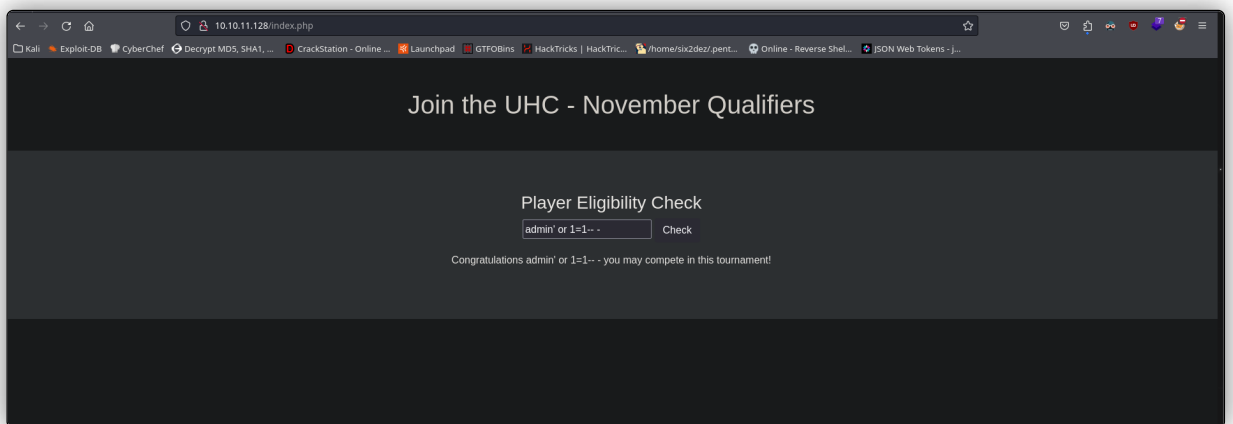 10.10.11.128/index.php
7
Kali Exploit-DB CyberChef Decrypt MD5, SHA1, ... CrackStation - Online ... Launchpad GTFOBins HackTricks | HackTric... /home/six2dez/.pent... Online - Reverse Shel... JSON Web Tokens - j...
Join the UHC - November Qualifiers
Player Eligibility Check
admin' or 1=1-- - Check
Congratulations admin' or 1=1-- - you may compete in this tournament!